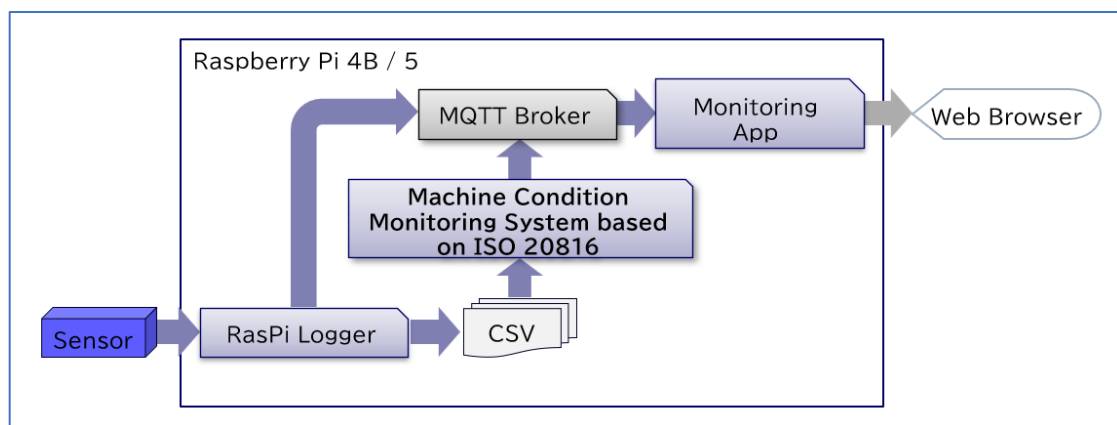 Raspberry Pi 4B / 5
MQTT Broker
Monitoring
App
Web Browser
Machine Condition
Monitoring System based
on ISO 20816
Sensor
RasPi Logger
CSV